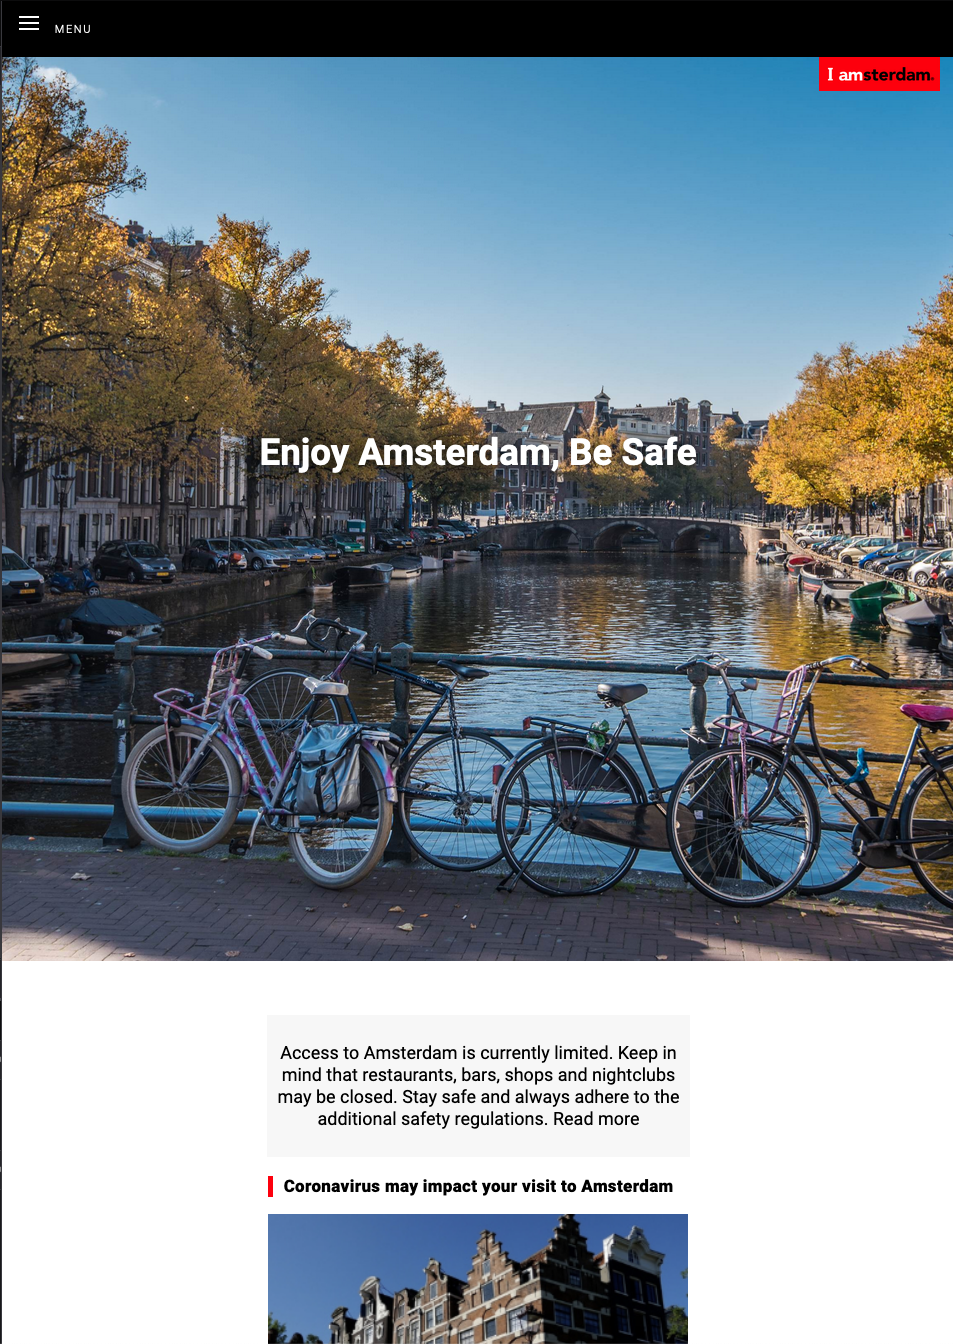 MENU
I amsterdam.
Enjoy Amsterdam, Be Safe
Access to Amsterdam is currently limited. Keep in
mind that restaurants, bars, shops and nightclubs
may be closed. Stay safe and always adhere to the
additional safety regulations. Read more
Coronavirus may impact your visit to Amsterdam